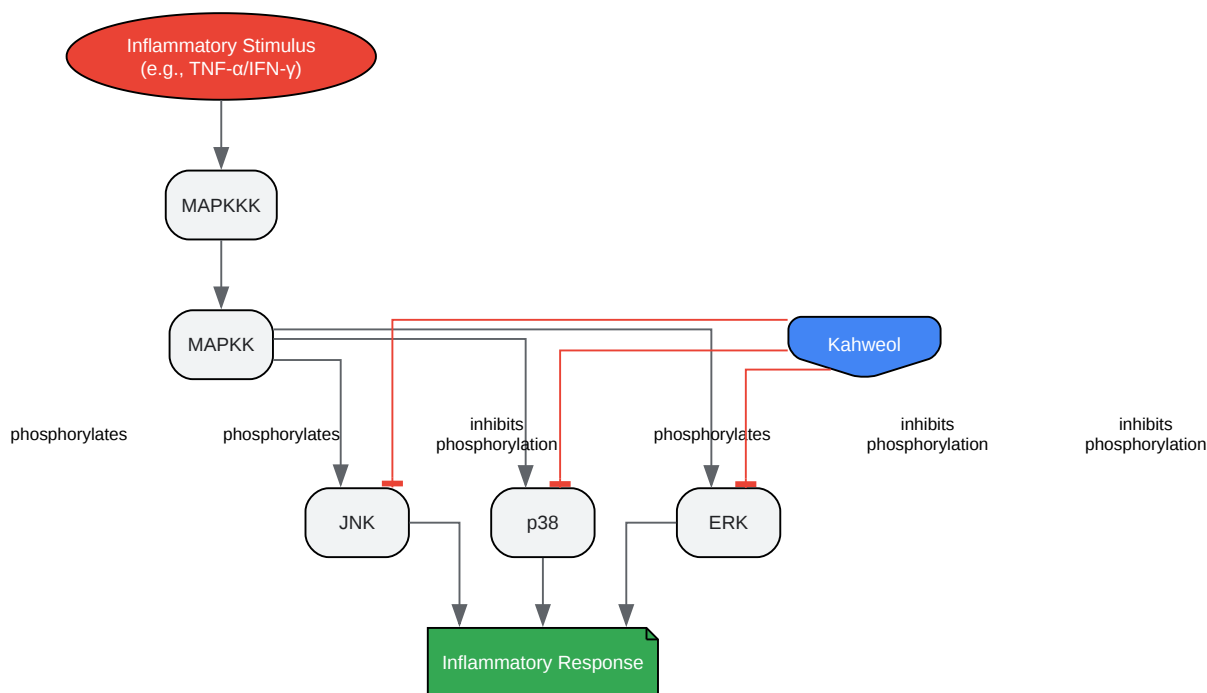 Inflammatory Stimulus
(e.g., TNF-α/IFN-γ)
MAPKKK
MAPKK
Kahweol
phosphorylates
phosphorylates
inhibits
phosphorylation
phosphorylates
inhibits
phosphorylation
inhibits
phosphorylation
JNK
p38
ERK
Inflammatory Response